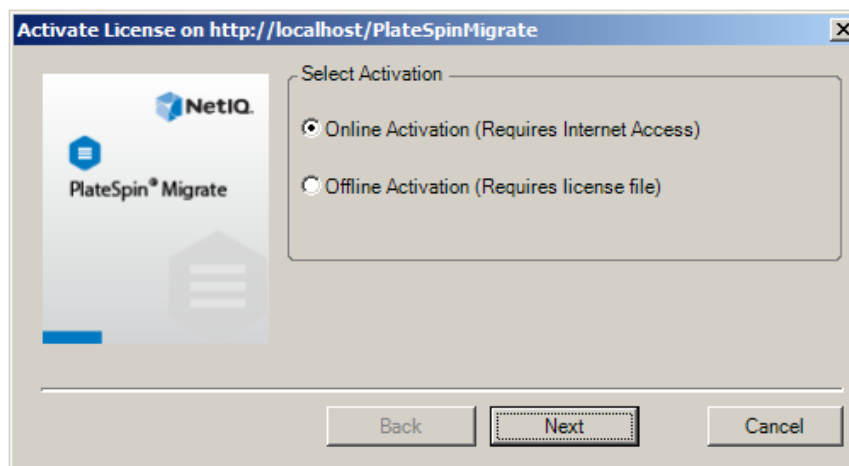 Activate License on http://localhost/PlateSpinMigrate
NetIQ.
PlateSpin® Migrate
Select Activation
Online Activation (Requires Internet Access)
Offline Activation (Requires license file)
Back
Next
Cancel